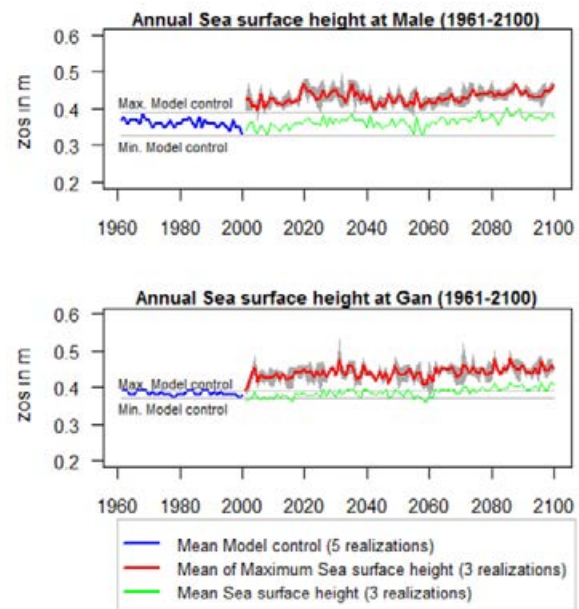 Annual Sea surface height at Male (1961-2100)
zos in m
0.6
0.5
0.4
0.3
0.2
Max. Model control
Min. Model control
1960 1980 2000 2020 2040 2060 2080 2100
Annual Sea surface height at Gan (1961-2100)
zos in m
0.6
0.5
0.4
0.3
0.2
Max. Model control
Min. Model control
1960 1980 2000 2020 2040 2060 2080 2100
Mean Model control (5 realizations)
Mean of Maximum Sea surface height (3 realizations)
Mean Sea surface height (3 realizations)